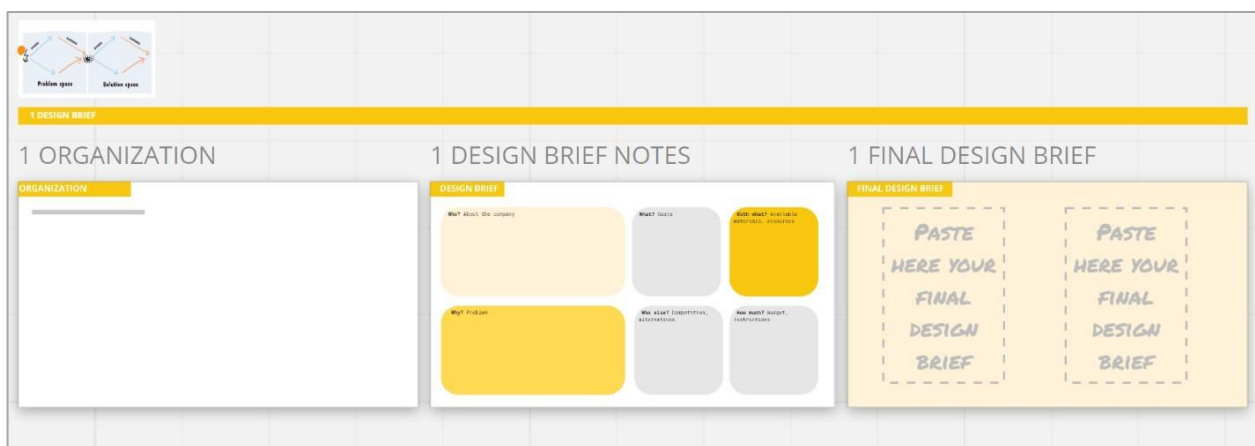 Problem space
Solution space
1 DESIGN BRIEF
1 ORGANIZATION
1 DESIGN BRIEF NOTES
1 FINAL DESIGN BRIEF
ORGANIZATION
DESIGN BRIEF
Who? About the company
What? Goals
With what? Available
materials, resources
Why? Problem
Who else? Competition,
alternatives
How much? Budget,
restrictions
FINAL DESIGN BRIEF
PASTE
HERE YOUR
FINAL
DESIGN
BRIEF
PASTE
HERE YOUR
FINAL
DESIGN
BRIEF